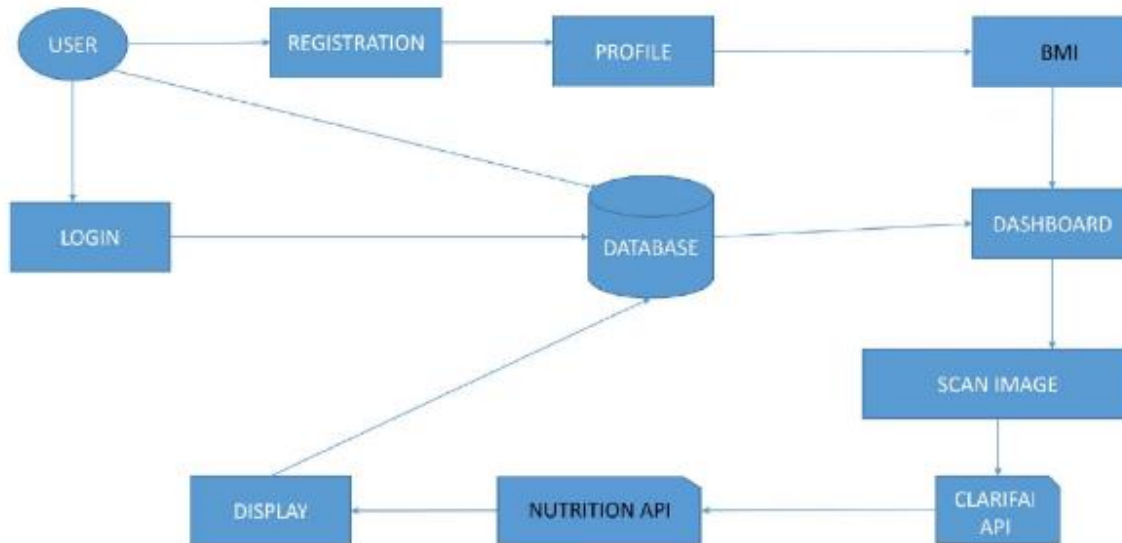 USER
REGISTRATION
PROFILE
BMI
LOGIN
DATABASE
DASHBOARD
SCAN IMAGE
DISPLAY
NUTRITION API
CLARIFAI
API